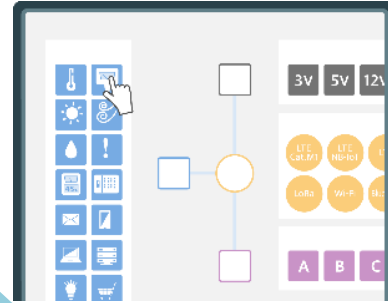 3V 5V 12V
LTE Cat.M1
LTE NB-IoT
LoRa Wi-Fi
A B C